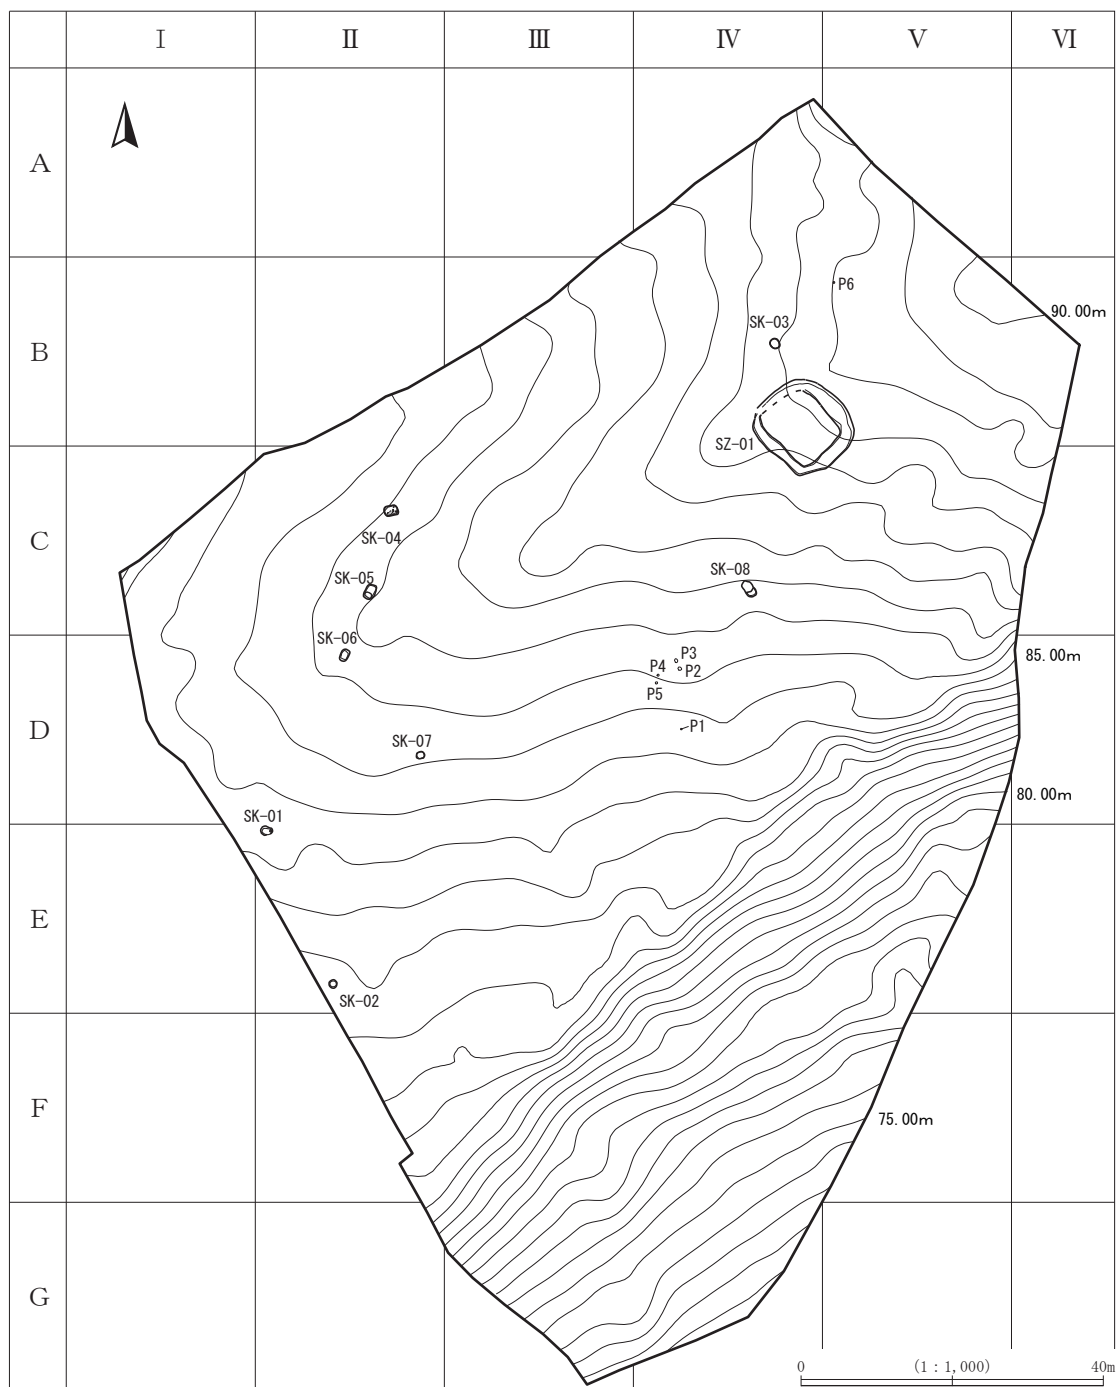 Ⅰ Ⅱ Ⅲ Ⅳ Ⅴ Ⅵ
A
P6
90.00m
SK-03
B
SZ-01
SK-04
C
SK-05
SK-08
SK-06
P3
P4
P2
85.00m
P5
D
P1
SK-07
80.00m
SK-01
E
SK-02
F
75.00m
G
0 (1：1,000) 40m